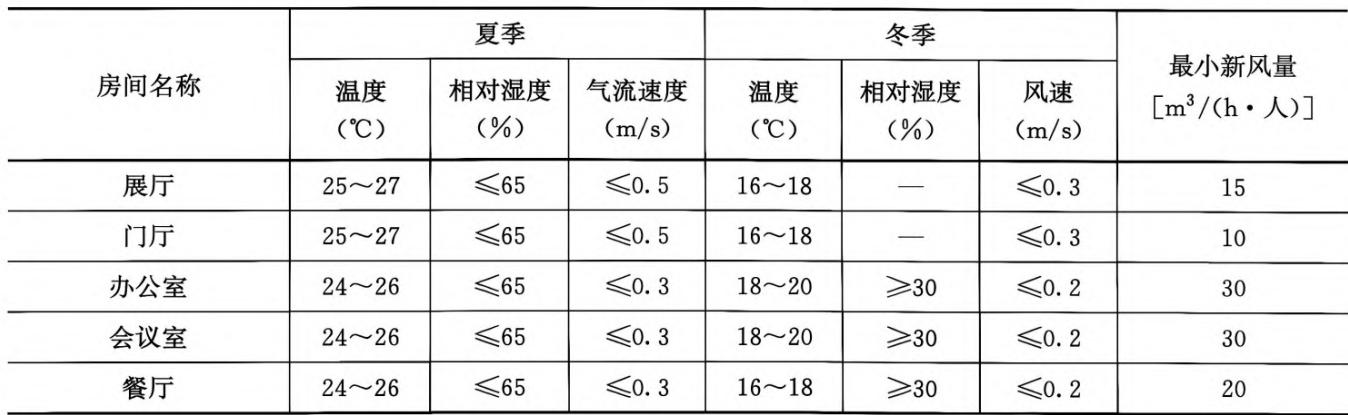 房间名称 夏季 冬季 最小新风量 [m³/(h·人)]
温度 (℃) 相对湿度 (%) 气流速度 (m/s) 温度 (℃) 相对湿度 (%) 风速 (m/s)
展厅 25～27 ≤65 ≤0.5 16～18 — ≤0.3 15
门厅 25～27 ≤65 ≤0.5 16～18 — ≤0.3 10
办公室 24～26 ≤65 ≤0.3 18～20 ≥30 ≤0.2 30
会议室 24～26 ≤65 ≤0.3 18～20 ≥30 ≤0.2 30
餐厅 24～26 ≤65 ≤0.3 16～18 ≥30 ≤0.2 20